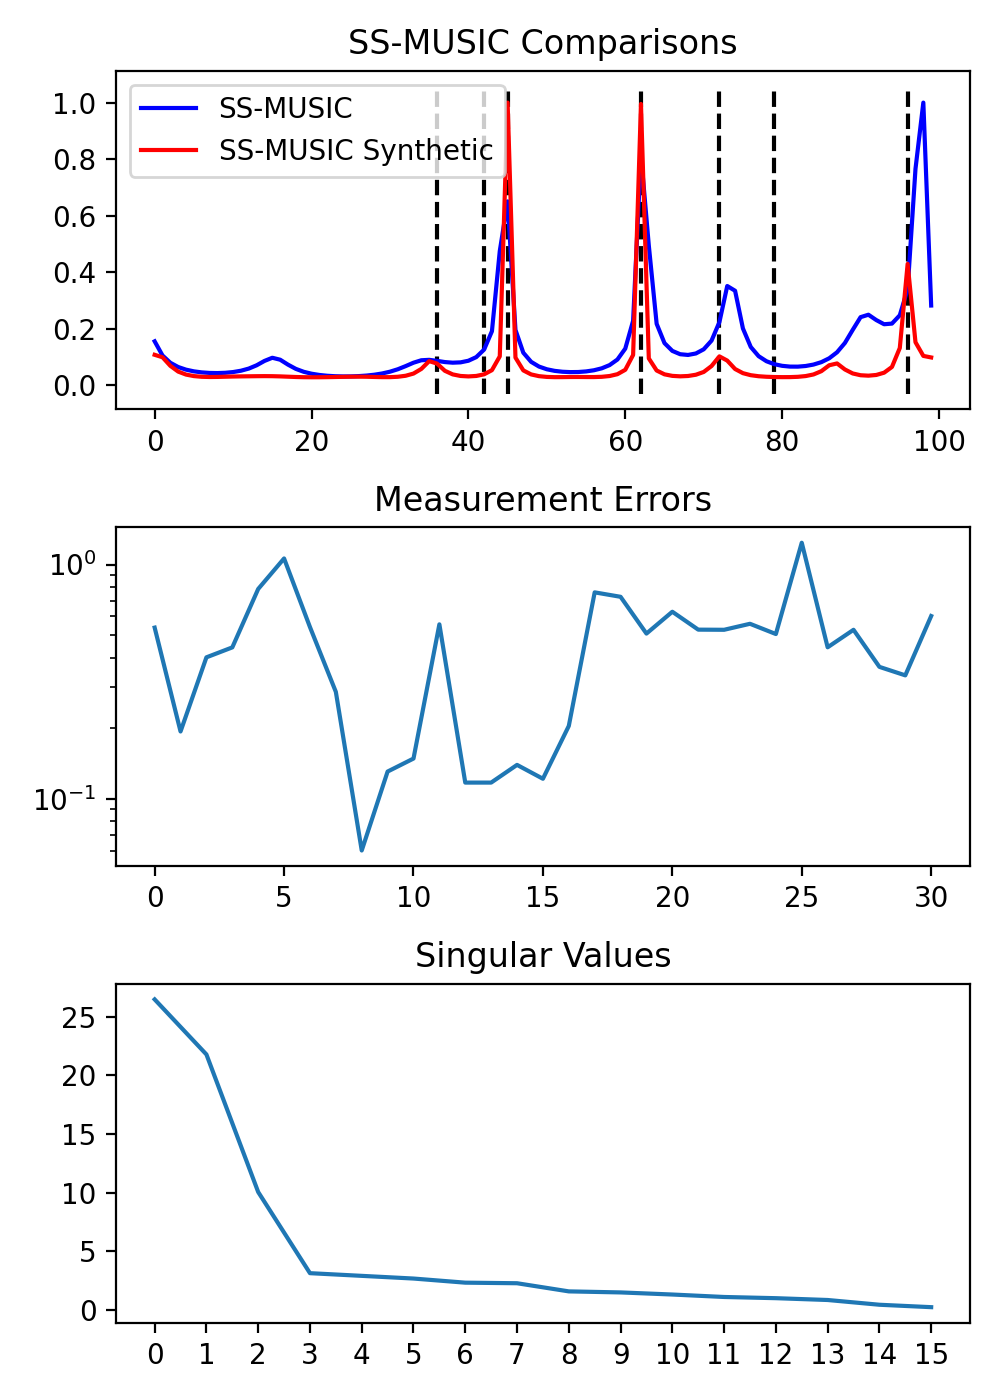 SS-MUSIC Comparisons
SS-MUSIC
SS-MUSIC Synthetic
1.0
0.8
0.6
0.4
0.2
0.0
0 20 40 60 80 100
Measurement Errors
10⁰
10⁻¹
0 5 10 15 20 25 30
Singular Values
25
20
15
10
5
0
0 1 2 3 4 5 6 7 8 9 10 11 12 13 14 15